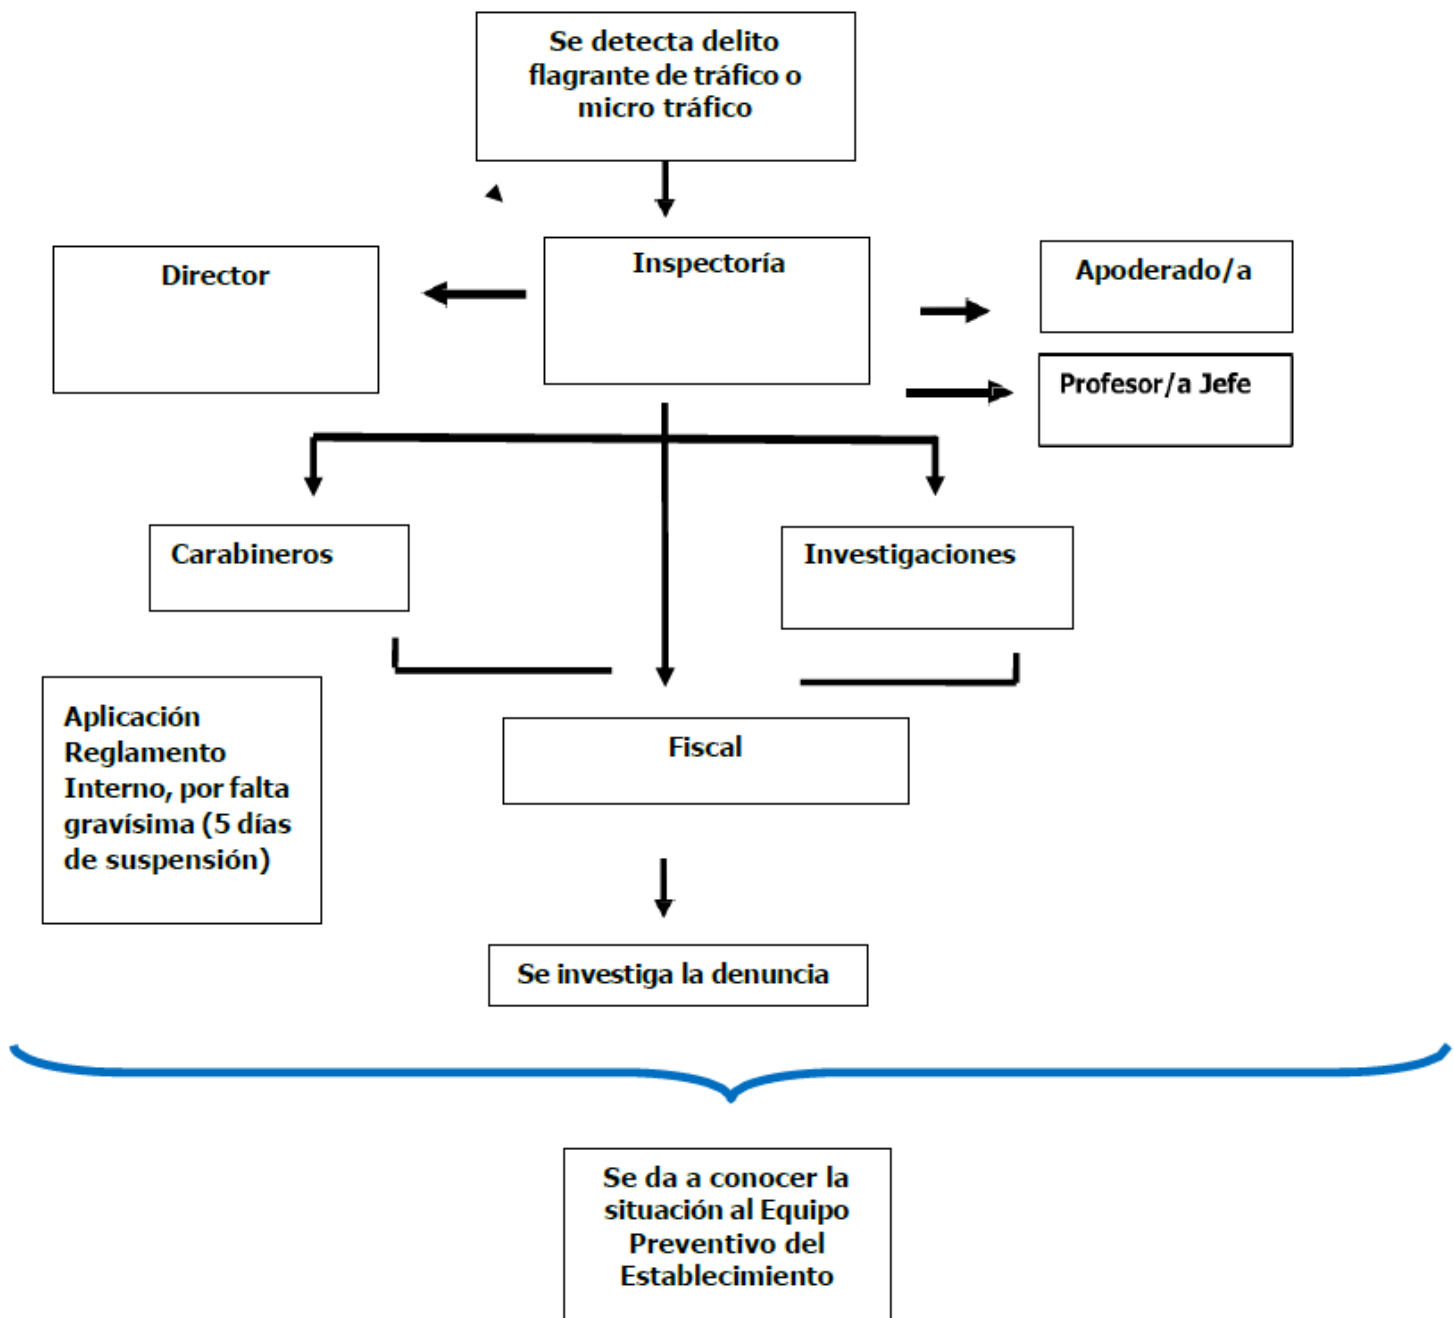 Se detecta delito
flagrante de tráfico o
micro tráfico
Director
Inspectoría
Apoderado/a
Profesor/a Jefe
Carabineros
Investigaciones
Aplicación
Reglamento
Interno, por falta
gravísima (5 días
de suspensión)
Fiscal
Se investiga la denuncia
Se da a conocer la
situación al Equipo
Preventivo del
Establecimiento